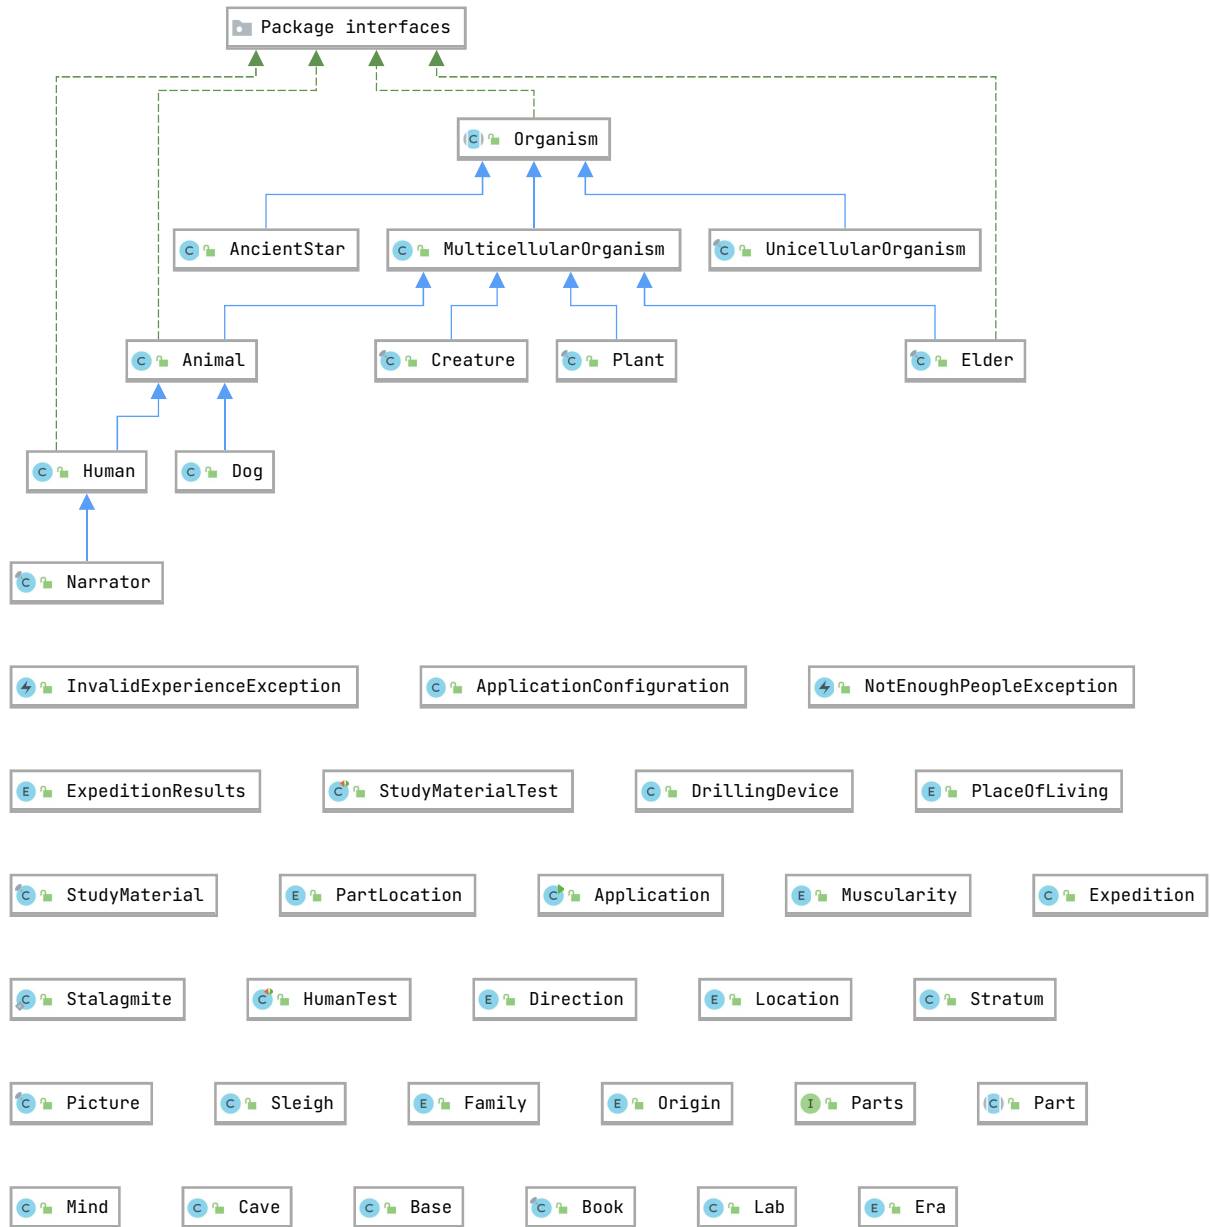 Package interfaces
C Organism
C AncientStar C MulticellularOrganism C UnicellularOrganism
C Animal C Creature C Plant C Elder
C Human C Dog
C Narrator
InvalidExperienceException C ApplicationConfiguration NotEnoughPeopleException
E ExpeditionResults C StudyMaterialTest C DrillingDevice E PlaceOfLiving
C StudyMaterial E PartLocation C Application E Muscularity C Expedition
C Stalagmite C HumanTest E Direction E Location C Stratum
C Picture C Sleigh E Family E Origin I Parts C Part
C Mind C Cave C Base C Book C Lab E Era